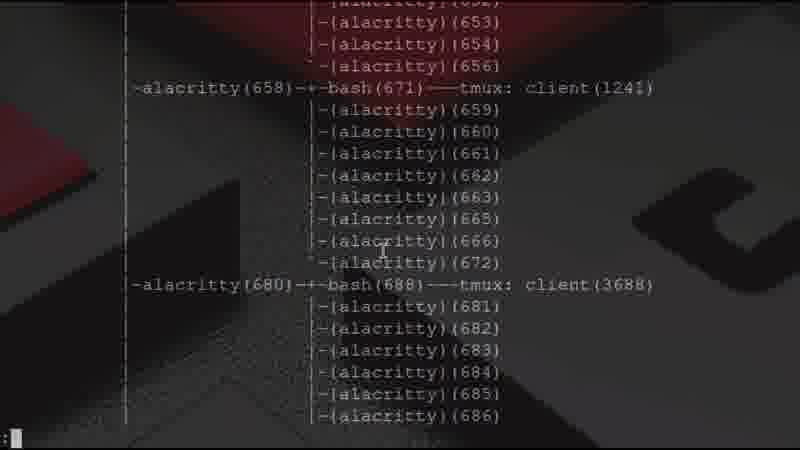 |-{alacritty}(652)
|-{alacritty}(653)
|-{alacritty}(654)
`-{alacritty}(656)
|-alacritty(658)-+-bash(671)---tmux: client(1241)
|-{alacritty}(659)
|-{alacritty}(660)
|-{alacritty}(661)
|-{alacritty}(662)
|-{alacritty}(663)
|-{alacritty}(665)
|-{alacritty}(666)
`-{alacritty}(672)
|-alacritty(680)-+-bash(688)---tmux: client(3688)
|-{alacritty}(681)
|-{alacritty}(682)
|-{alacritty}(683)
|-{alacritty}(684)
|-{alacritty}(685)
|-{alacritty}(686)
: